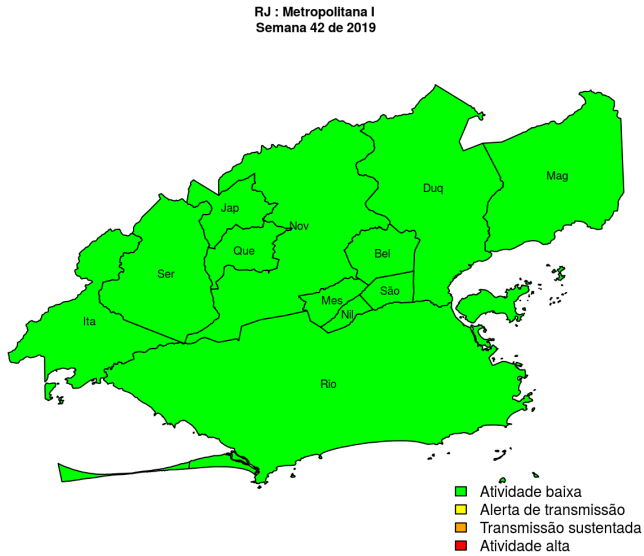 RJ : Metropolitana I
Semana 42 de 2019
Mag
Duq
Jap
Nov
Que
Bel
Ser
São
Mes
Nil
Ita
Rio
Atividade baixa
Alerta de transmissão
Transmissão sustentada
Atividade alta